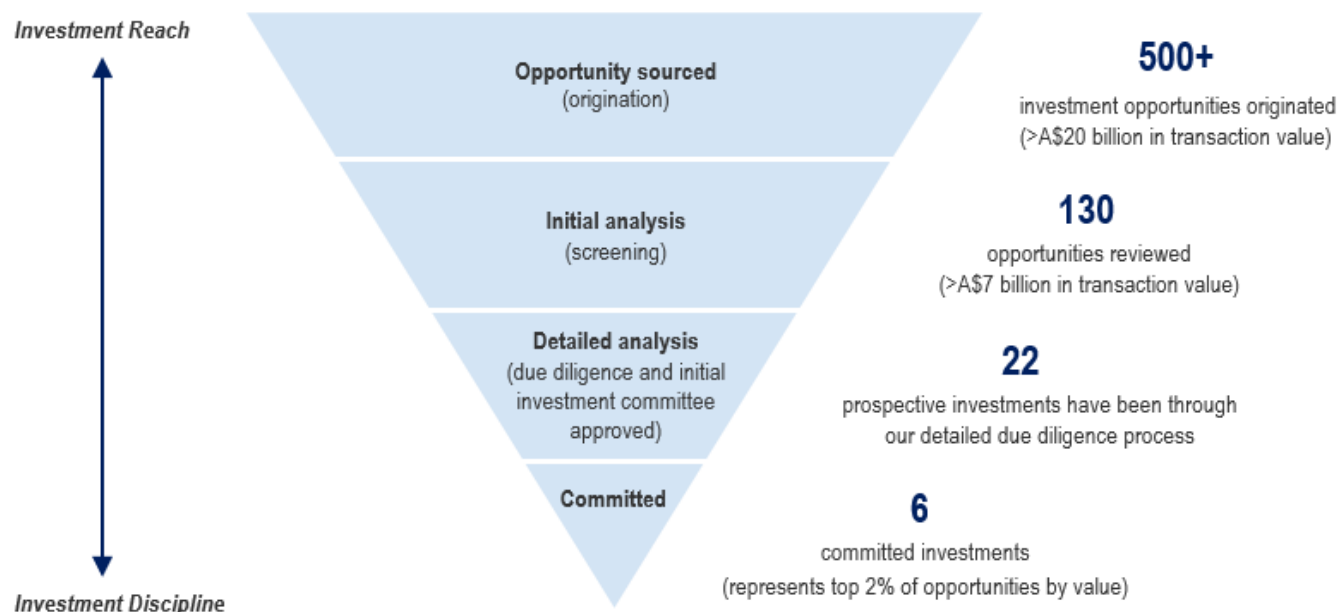 Investment Reach
Opportunity sourced
(origination)
500+
investment opportunities originated
(>A$20 billion in transaction value)
Initial analysis
(screening)
130
opportunities reviewed
(>A$7 billion in transaction value)
Detailed analysis
(due diligence and initial
investment committee
approved)
22
prospective investments have been through
our detailed due diligence process
Committed
6
committed investments
(represents top 2% of opportunities by value)
Investment Discipline